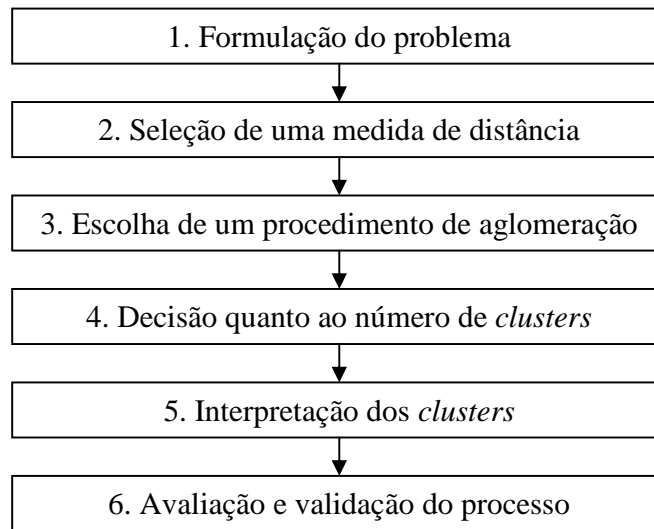 1. Formulação do problema
2. Seleção de uma medida de distância
3. Escolha de um procedimento de aglomeração
4. Decisão quanto ao número de clusters
5. Interpretação dos clusters
6. Avaliação e validação do processo